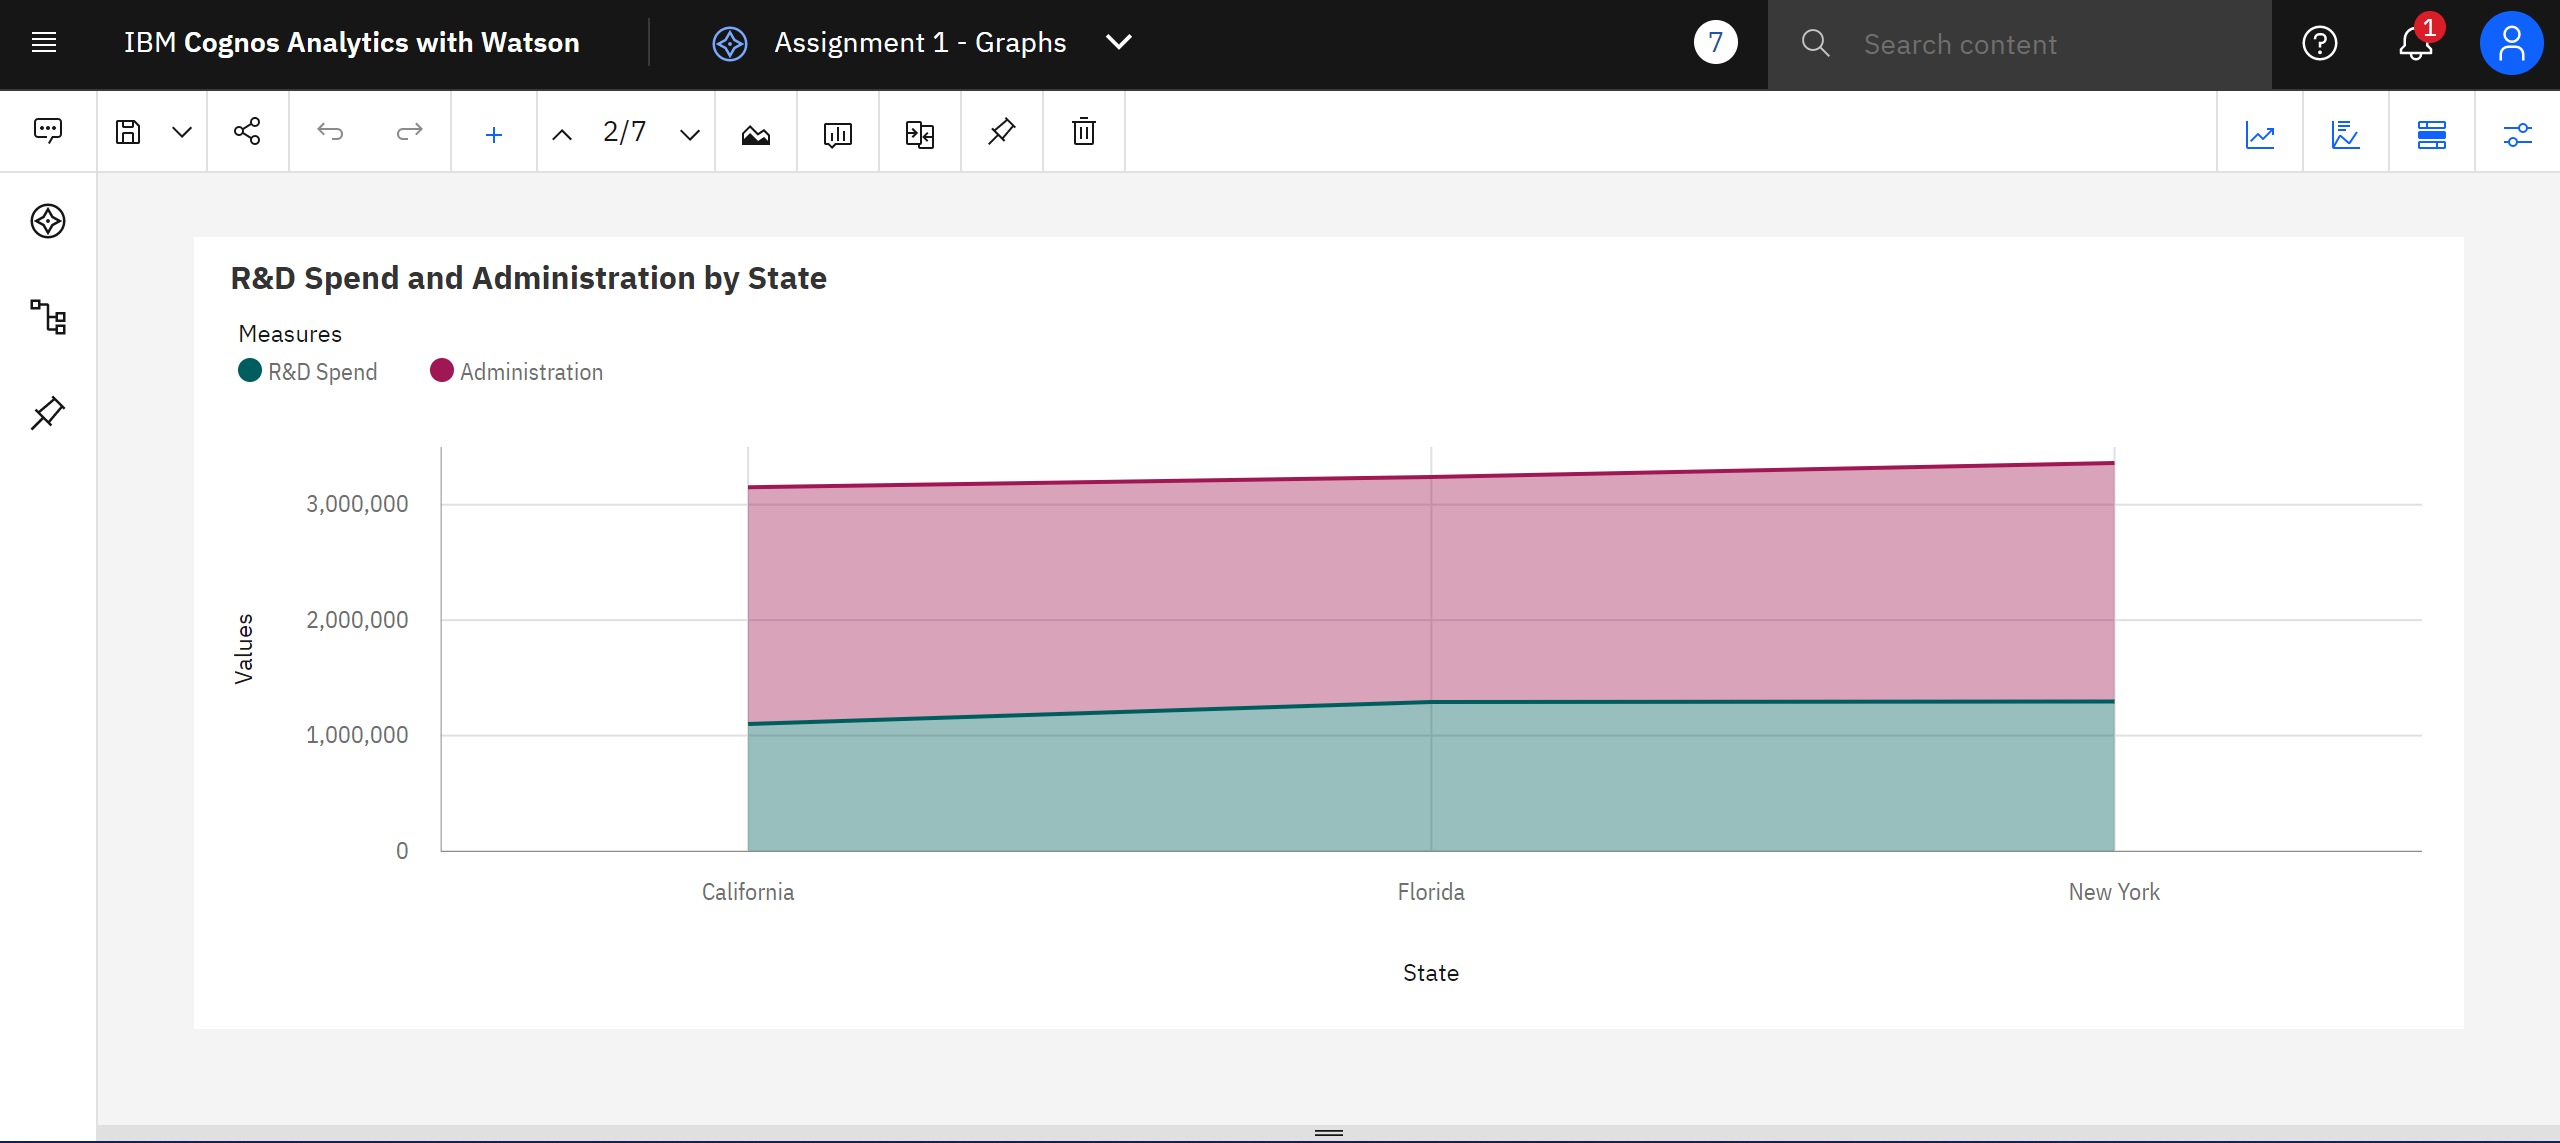 IBM Cognos Analytics with Watson
Assignment 1 - Graphs
7
Search content
1
2/7
R&D Spend and Administration by State
Measures
R&D Spend
Administration
3,000,000
2,000,000
1,000,000
0
Values
California
Florida
New York
State